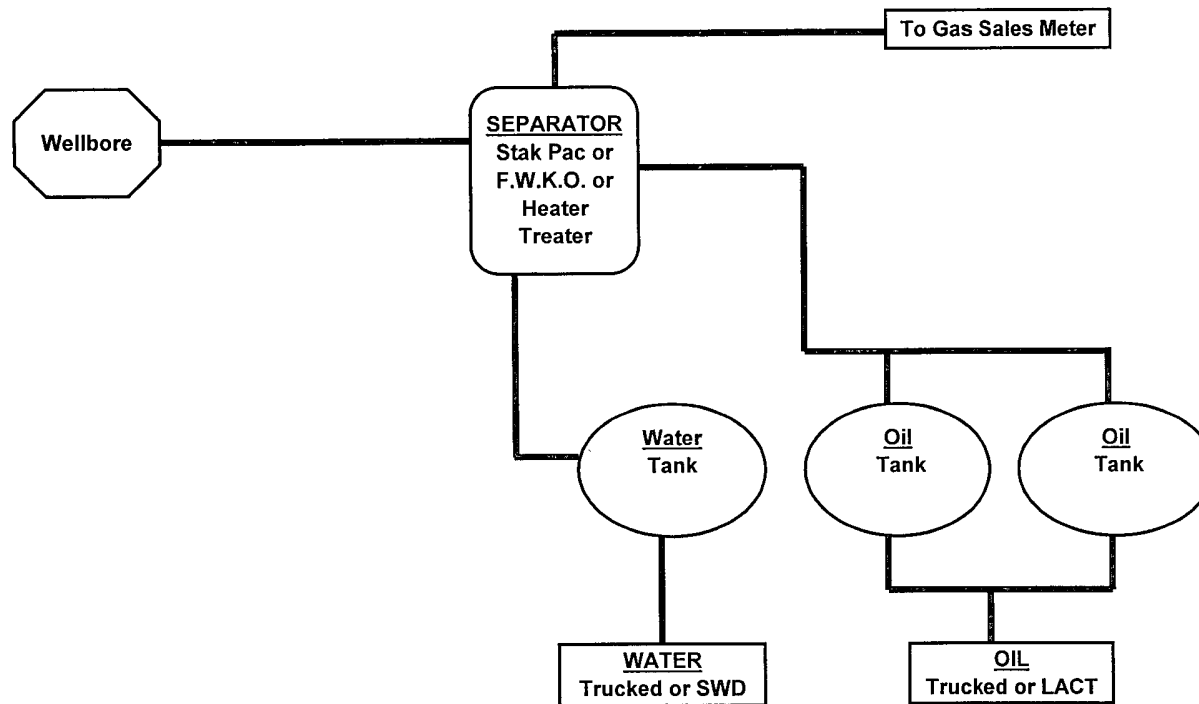 To Gas Sales Meter
Wellbore
SEPARATOR
Stak Pac or
F.W.K.O. or
Heater
Treater
Water
Tank
Oil
Tank
Oil
Tank
WATER
Trucked or SWD
OIL
Trucked or LACT